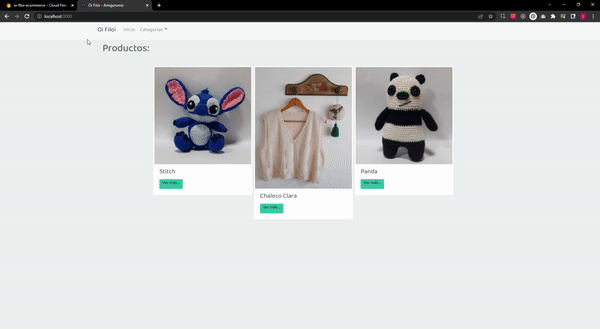 oi-filoi-ecommerce – Cloud Fire
Oi Filoi - Amigurumis
localhost:3000
Oi Filoi
Inicio
Categorías
Productos:
Stitch
Ver más...
Chaleco Clara
Ver más...
Panda
Ver más...